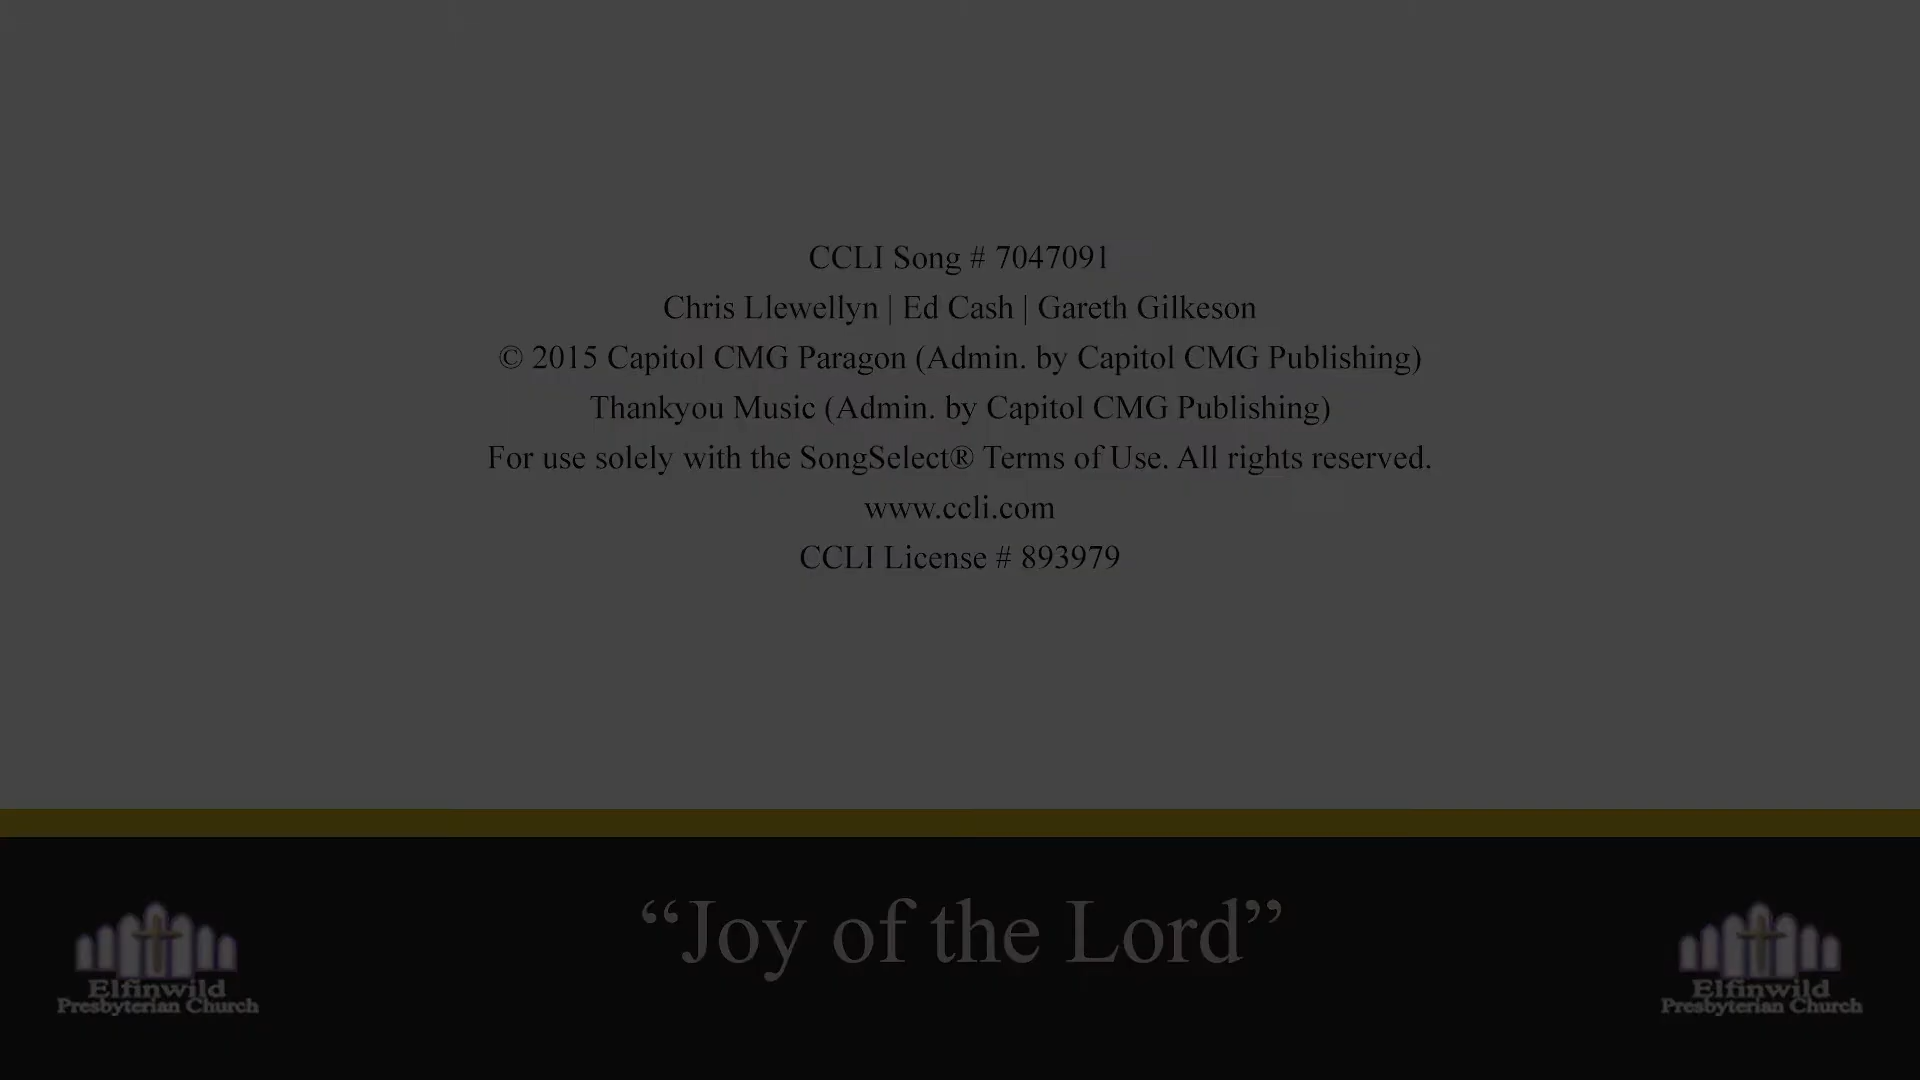 CCLI Song # 7047091
Chris Llewellyn | Ed Cash | Gareth Gilkeson
© 2015 Capitol CMG Paragon (Admin. by Capitol CMG Publishing)
Thankyou Music (Admin. by Capitol CMG Publishing)
For use solely with the SongSelect® Terms of Use. All rights reserved.
www.ccli.com
CCLI License # 893979
“Joy of the Lord”
Elfinwild
Presbyterian Church
Elfinwild
Presbyterian Church